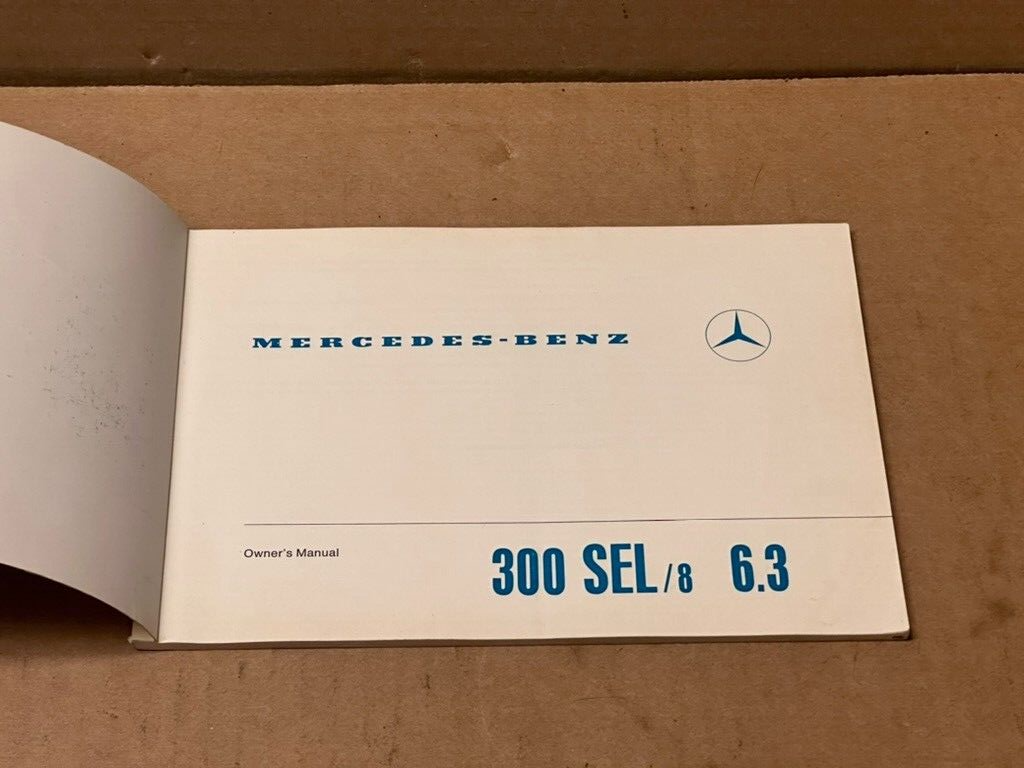 MERCEDES-BENZ
Owner's Manual
300 SEL/8 6.3